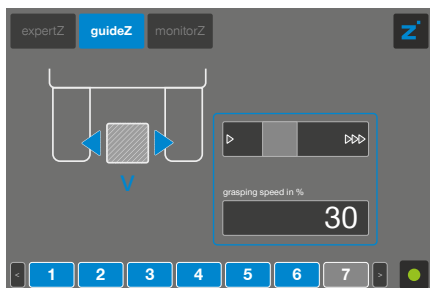 expertZ guideZ monitorZ z
V
grasping speed in %
30
< 1 2 3 4 5 6 7 >